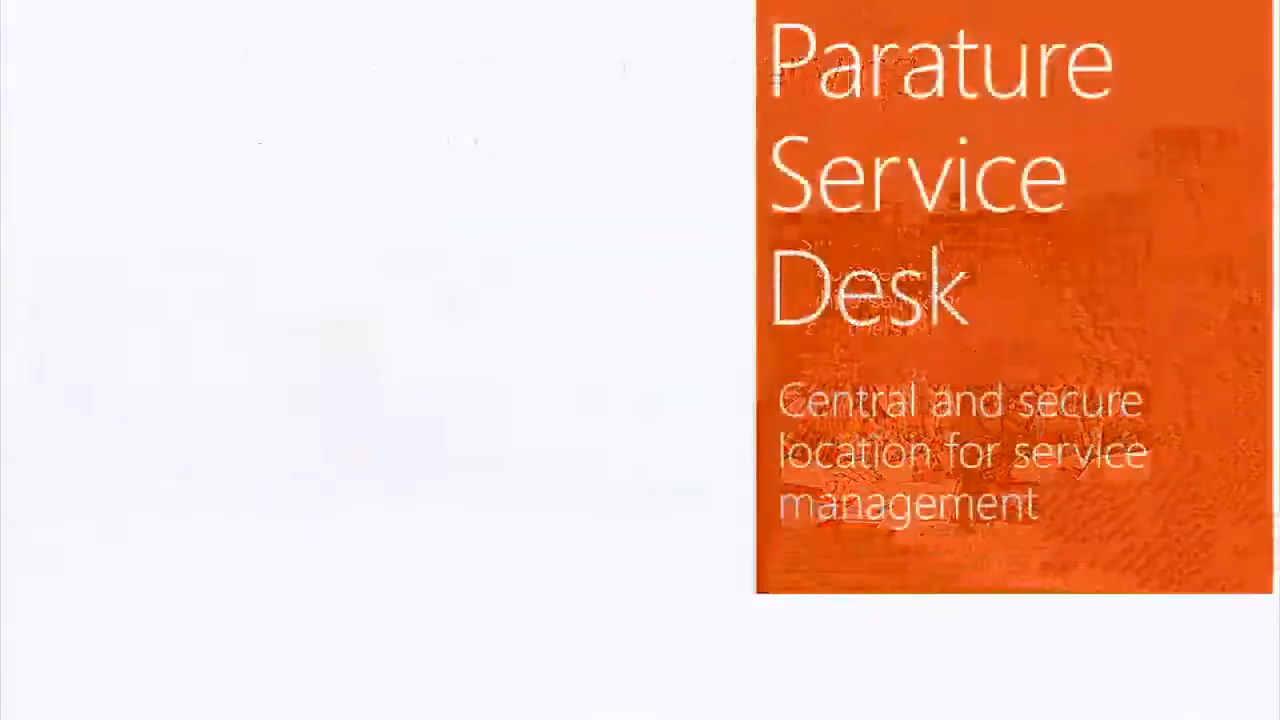 Parature
Service
Desk
Central and secure
location for service
management